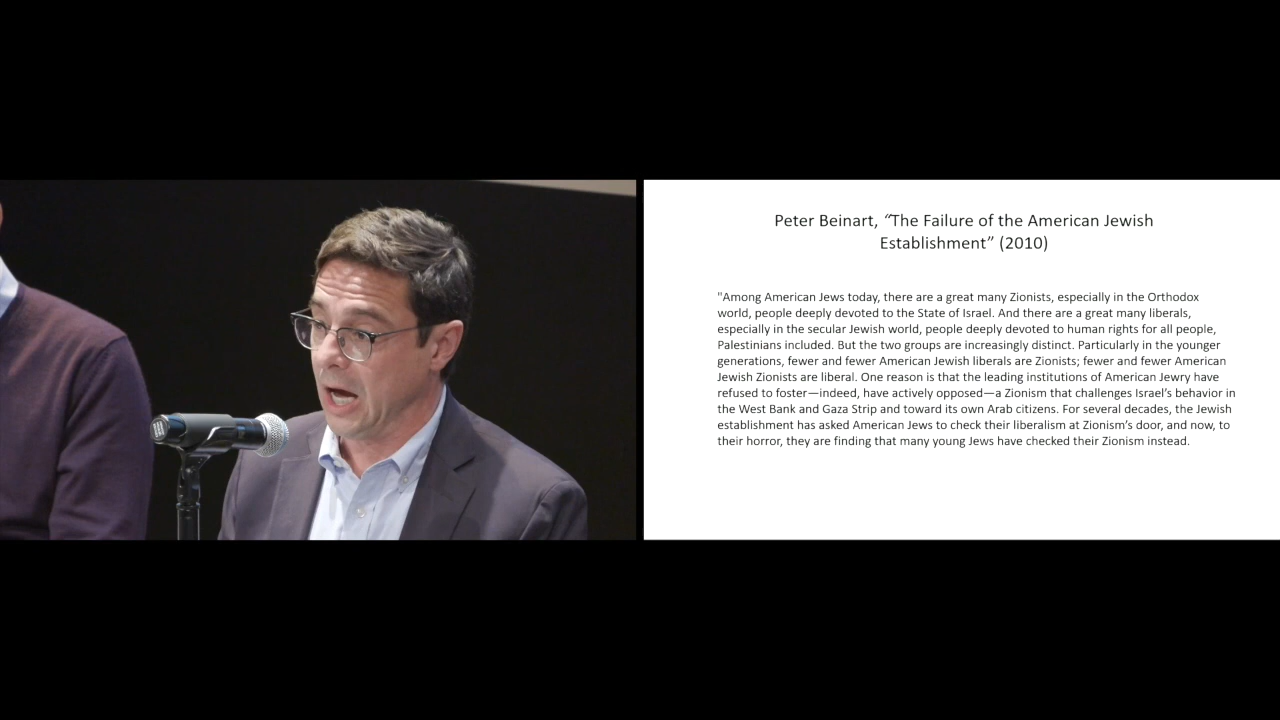 Peter Beinart, “The Failure of the American Jewish
Establishment” (2010)
"Among American Jews today, there are a great many Zionists, especially in the Orthodox
world, people deeply devoted to the State of Israel. And there are a great many liberals,
especially in the secular Jewish world, people deeply devoted to human rights for all people,
Palestinians included. But the two groups are increasingly distinct. Particularly in the younger
generations, fewer and fewer American Jewish liberals are Zionists; fewer and fewer American
Jewish Zionists are liberal. One reason is that the leading institutions of American Jewry have
refused to foster—indeed, have actively opposed—a Zionism that challenges Israel’s behavior in
the West Bank and Gaza Strip and toward its own Arab citizens. For several decades, the Jewish
establishment has asked American Jews to check their liberalism at Zionism’s door, and now, to
their horror, they are finding that many young Jews have checked their Zionism instead.